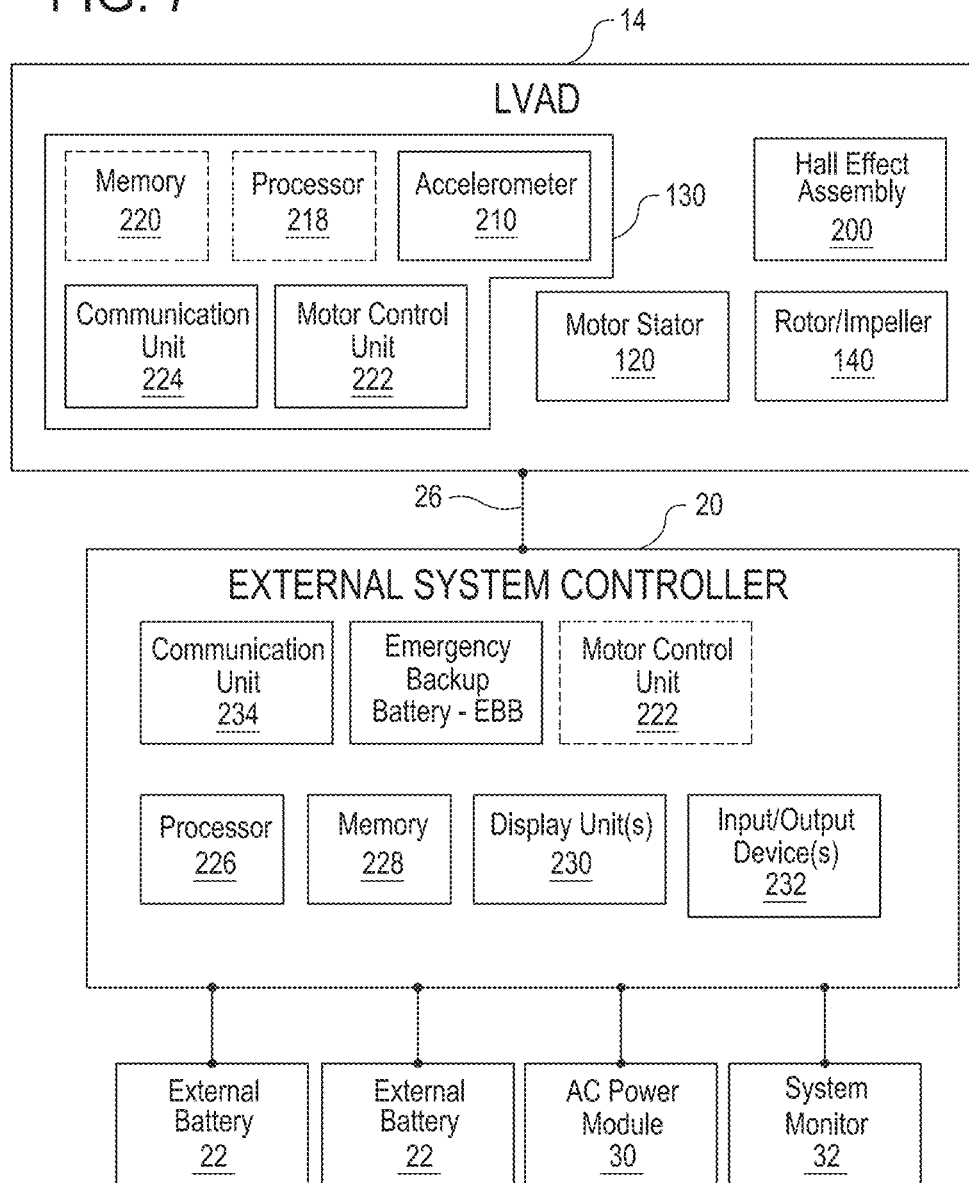 FIG. 7
14
LVAD
Memory
220
Processor
218
Accelerometer
210
130
Hall Effect
Assembly
200
Communication
Unit
224
Motor Control
Unit
222
Motor Stator
120
Rotor/Impeller
140
26
20
EXTERNAL SYSTEM CONTROLLER
Communication
Unit
234
Emergency
Backup
Battery - EBB
Motor Control
Unit
222
Processor
226
Memory
228
Display Unit(s)
230
Input/Output
Device(s)
232
External
Battery
22
External
Battery
22
AC Power
Module
30
System
Monitor
32